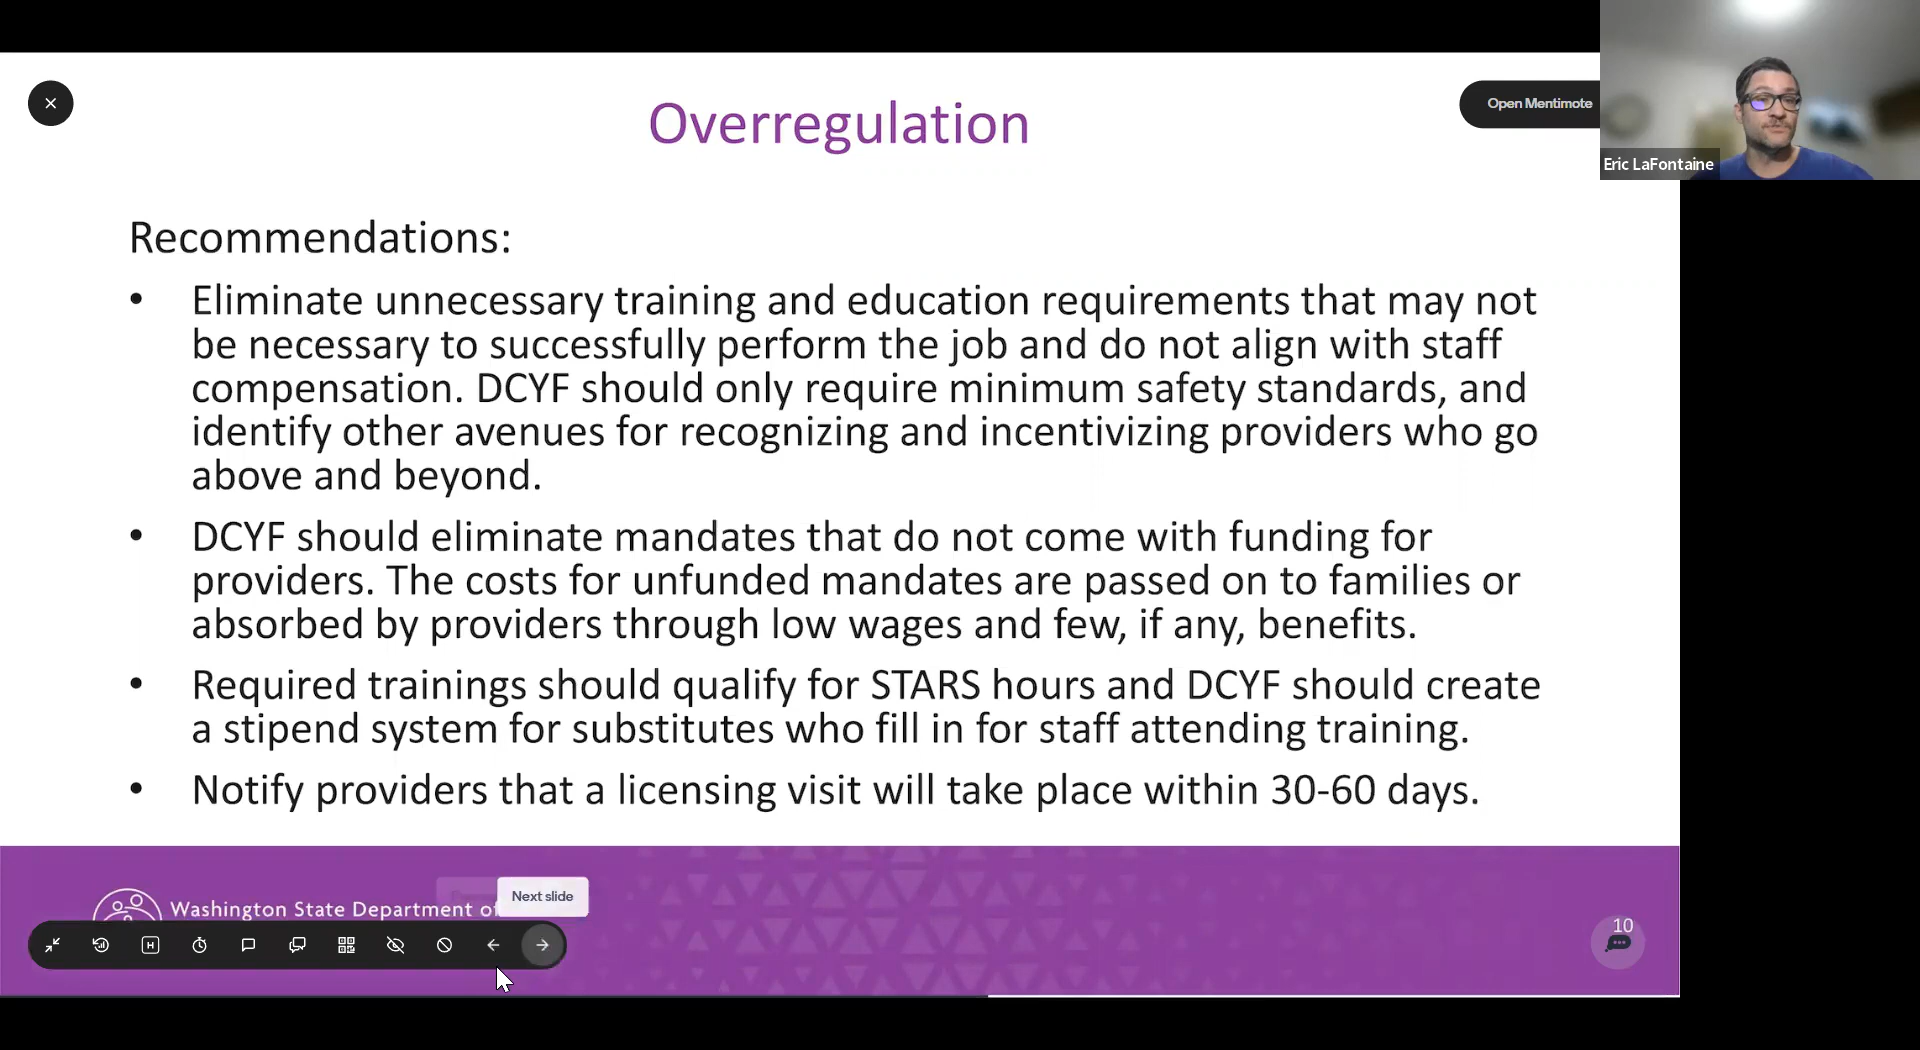 Overregulation
Open Mentimote
Eric LaFontaine
Recommendations:
• Eliminate unnecessary training and education requirements that may not
be necessary to successfully perform the job and do not align with staff
compensation. DCYF should only require minimum safety standards, and
identify other avenues for recognizing and incentivizing providers who go
above and beyond.
• DCYF should eliminate mandates that do not come with funding for
providers. The costs for unfunded mandates are passed on to families or
absorbed by providers through low wages and few, if any, benefits.
• Required trainings should qualify for STARS hours and DCYF should create
a stipend system for substitutes who fill in for staff attending training.
• Notify providers that a licensing visit will take place within 30-60 days.
Next slide
Washington State Department of
H
10